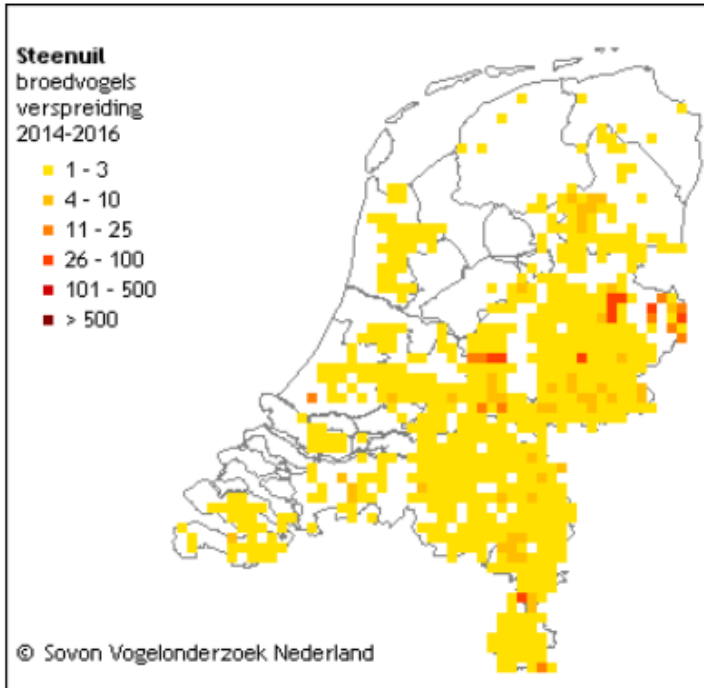 Steenuil
broedvogels
verspreiding
2014-2016
1 - 3
4 - 10
11 - 25
26 - 100
101 - 500
> 500
© Sovon Vogelonderzoek Nederland